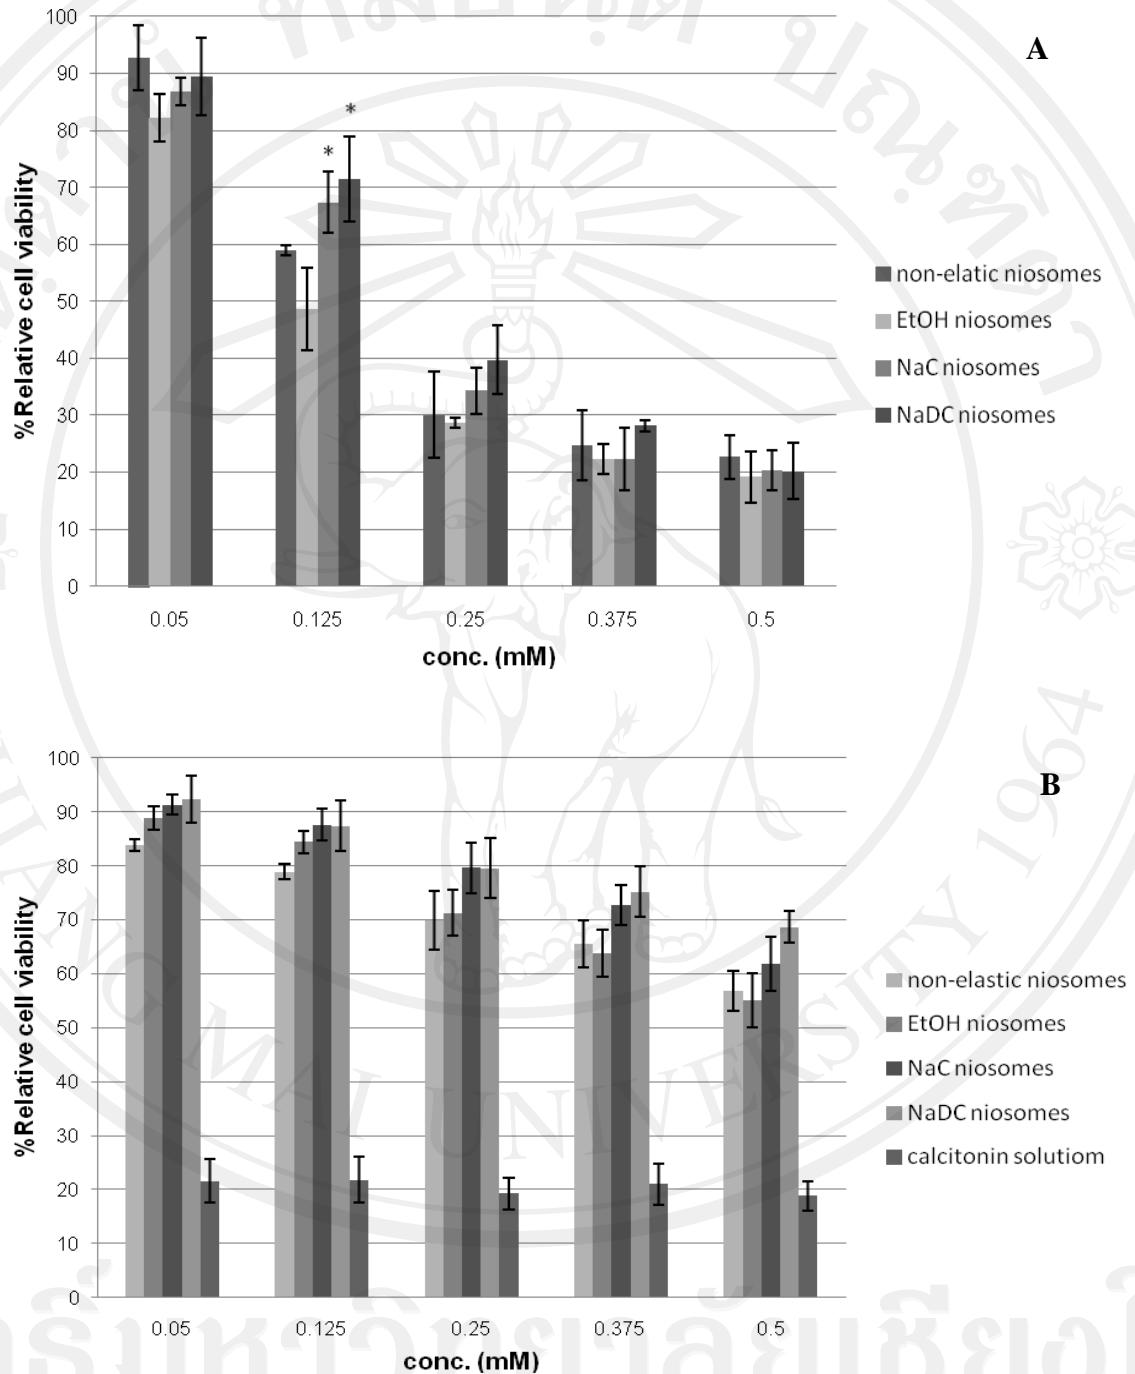 A
100
90
80
70
60
50
40
30
20
10
0
%Relative cell viability
*
*
0.05 0.125 0.25 0.375 0.5
conc. (mM)
non-elatic niosomes
EtOH niosomes
NaC niosomes
NaDC niosomes
B
100
90
80
70
60
50
40
30
20
10
0
%Relative cell viability
0.05 0.125 0.25 0.375 0.5
conc. (mM)
non-elastic niosomes
EtOH niosomes
NaC niosomes
NaDC niosomes
calcitonin solutiom
MAI UNIVERSITY 1964